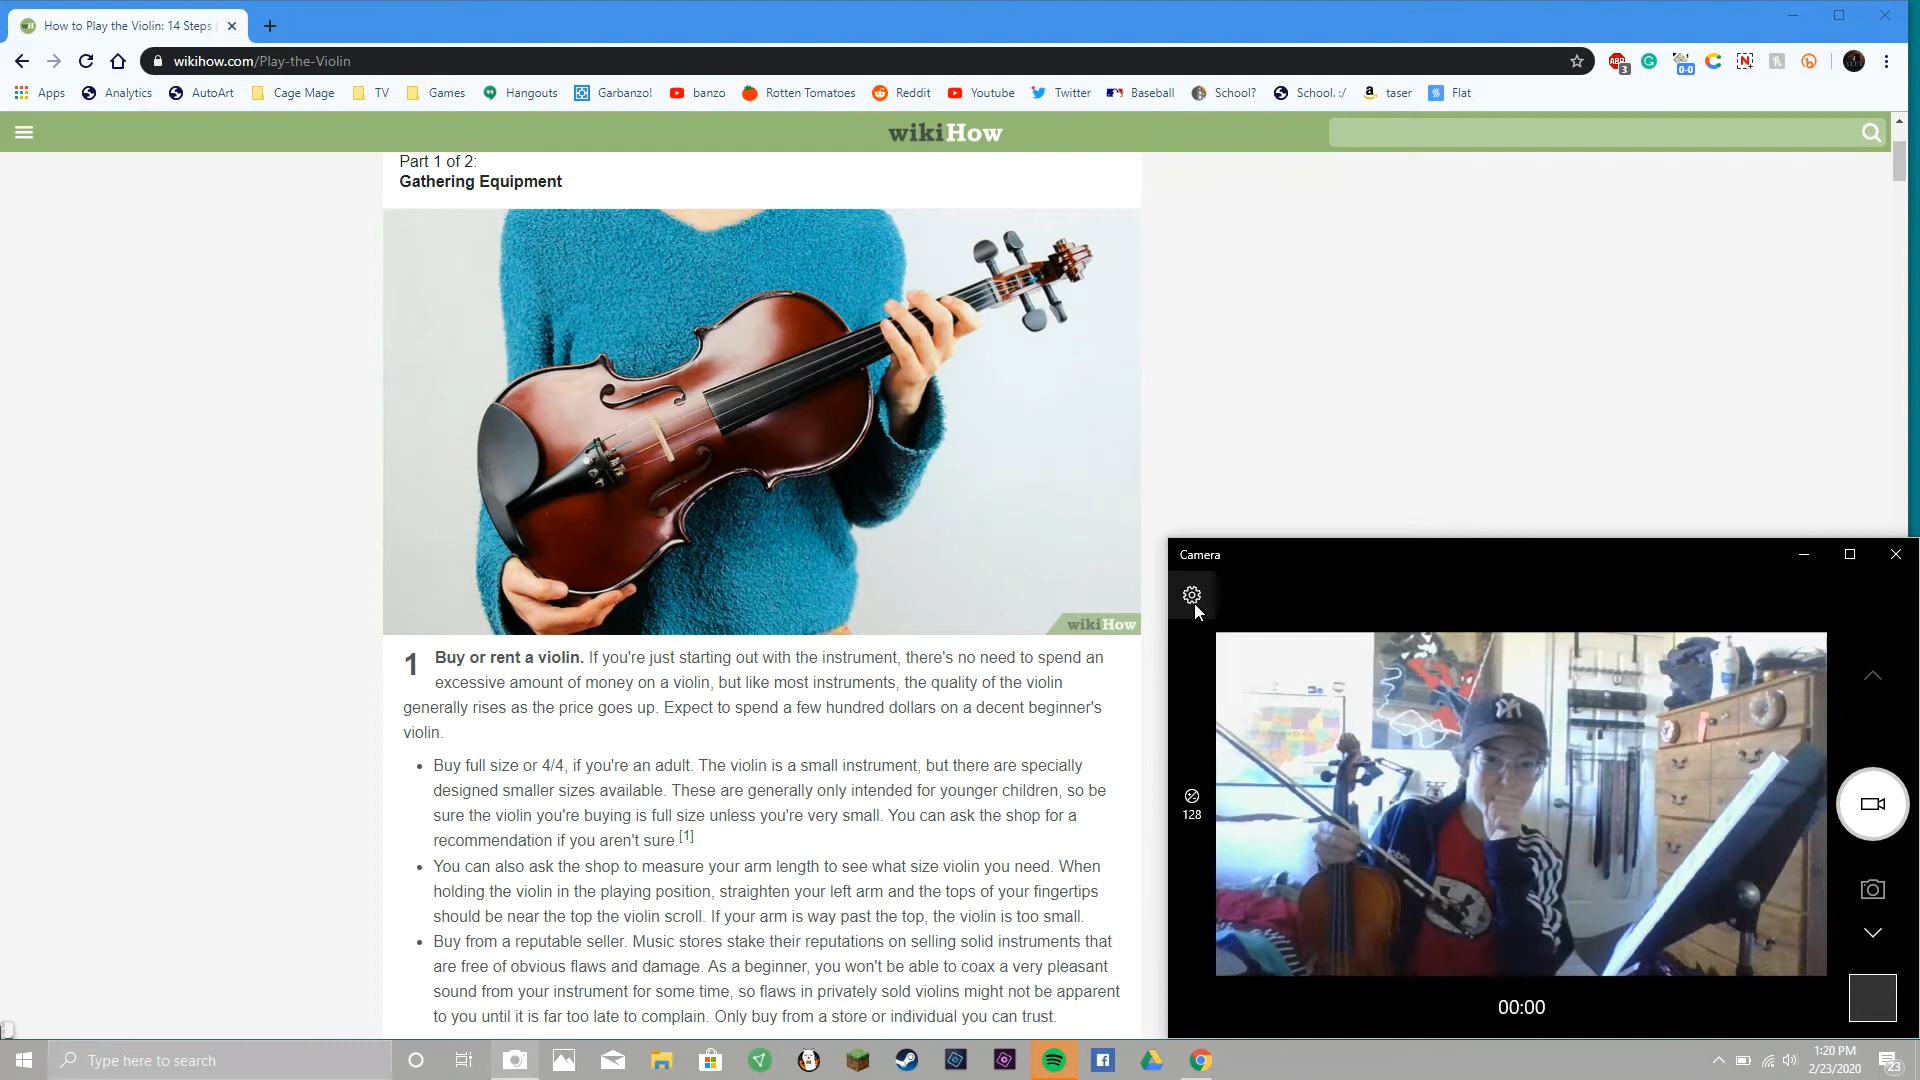 How to Play the Violin: 14 Steps
wikihow.com/Play-the-Violin
3
0-0
Apps
Analytics
AutoArt
Cage Mage
TV
Games
Hangouts
Garbanzo!
banzo
Rotten Tomatoes
Reddit
Youtube
Twitter
Baseball
School?
School. :/
taser
Flat
wikiHow
Part 1 of 2:
Gathering Equipment
wikiHow
1 Buy or rent a violin. If you're just starting out with the instrument, there's no need to spend an
excessive amount of money on a violin, but like most instruments, the quality of the violin
generally rises as the price goes up. Expect to spend a few hundred dollars on a decent beginner's
violin.
• Buy full size or 4/4, if you're an adult. The violin is a small instrument, but there are specially
designed smaller sizes available. These are generally only intended for younger children, so be
sure the violin you're buying is full size unless you're very small. You can ask the shop for a
recommendation if you aren't sure.[1]
• You can also ask the shop to measure your arm length to see what size violin you need. When
holding the violin in the playing position, straighten your left arm and the tops of your fingertips
should be near the top the violin scroll. If your arm is way past the top, the violin is too small.
• Buy from a reputable seller. Music stores stake their reputations on selling solid instruments that
are free of obvious flaws and damage. As a beginner, you won't be able to coax a very pleasant
sound from your instrument for some time, so flaws in privately sold violins might not be apparent
to you until it is far too late to complain. Only buy from a store or individual you can trust.
Camera
128
00:00
Type here to search
1:20 PM
2/23/2020
23